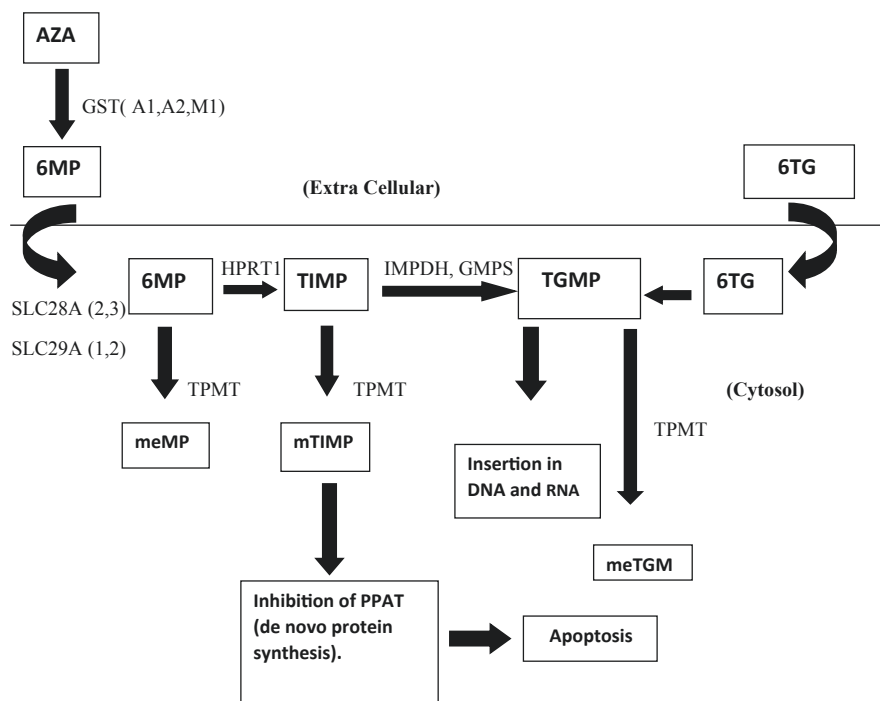 AZA
GST( A1,A2,M1)
6MP
(Extra Cellular)
6TG
6MP
HPRT1
TIMP
IMPDH, GMPS
TGMP
6TG
SLC28A (2,3)
SLC29A (1,2)
TPMT
TPMT
(Cytosol)
TPMT
meMP
mTIMP
Insertion in
DNA and RNA
meTGM
Inhibition of PPAT
(de novo protein
synthesis).
Apoptosis